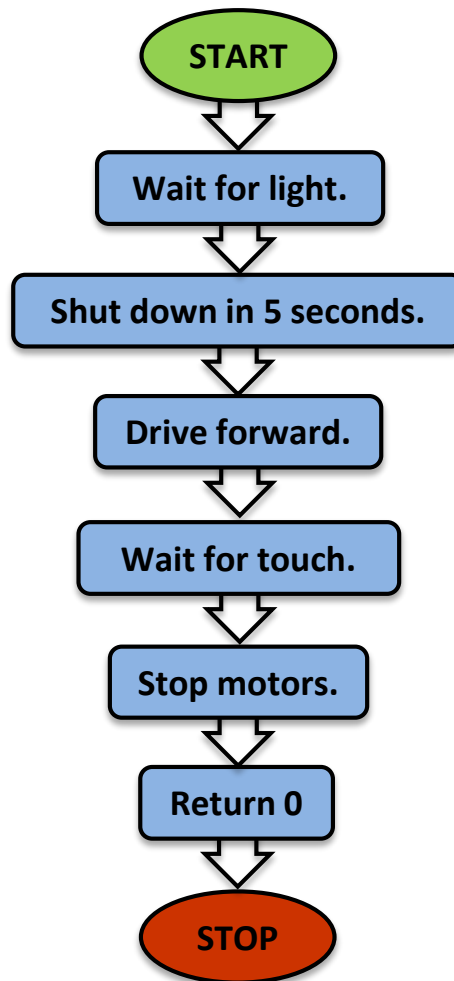 START
Wait for light.
Shut down in 5 seconds.
Drive forward.
Wait for touch.
Stop motors.
Return 0
STOP